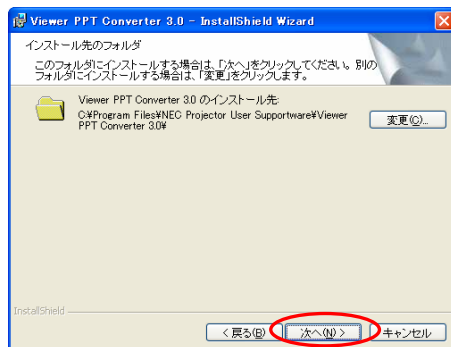 Viewer PPT Converter 3.0 - InstallShield Wizard
インストール先のフォルダ
このフォルダにインストールする場合は、「次へ」をクリックしてください。別の
フォルダにインストールする場合は、「変更」をクリックします。
Viewer PPT Converter 3.0 のインストール先:
C:¥Program Files¥NEC Projector User Supportware¥Viewer
PPT Converter 3.0¥
変更(C)...
InstallShield
< 戻る(B)
次へ(N) >
キャンセル